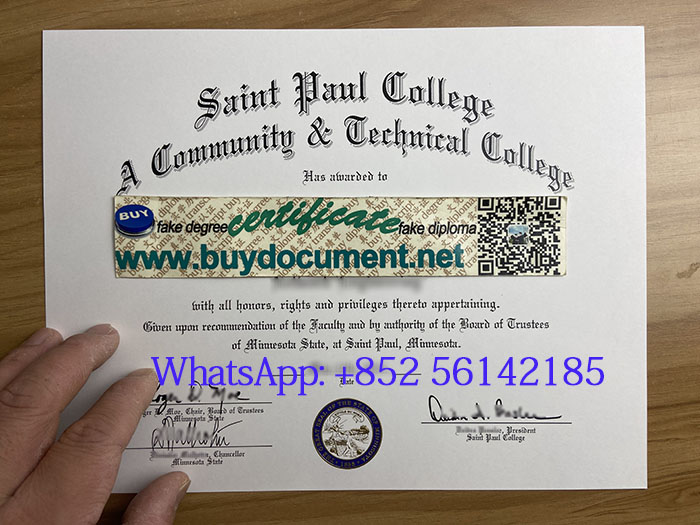 Saint Paul College
A Community & Technical College
Has awarded to
BUY
fake degree certificate fake diploma
www.buydocument.net
with all honors, rights and privileges thereto appertaining.
Given upon recommendation of the Faculty and by authority of the Board of Trustees
of Minnesota State, at Saint Paul, Minnesota.
WhatsApp: +852 56142185
Date
Moe, Chair, Board of Trustees
Minnesota State
President
Saint Paul College
Chancellor
Minnesota State